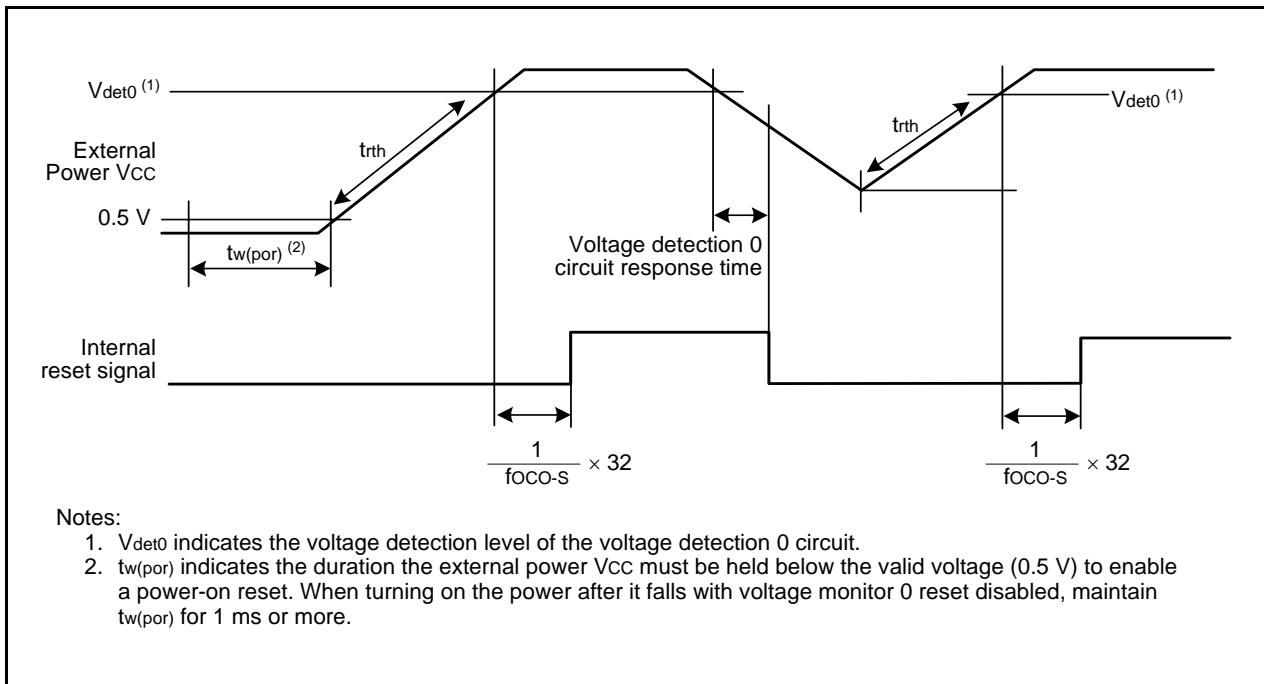 Vdet0 (1)
trth
External
Power VCC
0.5 V
tw(por) (2)
Voltage detection 0
circuit response time
trth
Vdet0 (1)
Internal
reset signal
1
fOCO-S
× 32
1
fOCO-S
× 32
Notes:
1. Vdet0 indicates the voltage detection level of the voltage detection 0 circuit.
2. tw(por) indicates the duration the external power VCC must be held below the valid voltage (0.5 V) to enable
a power-on reset. When turning on the power after it falls with voltage monitor 0 reset disabled, maintain
tw(por) for 1 ms or more.